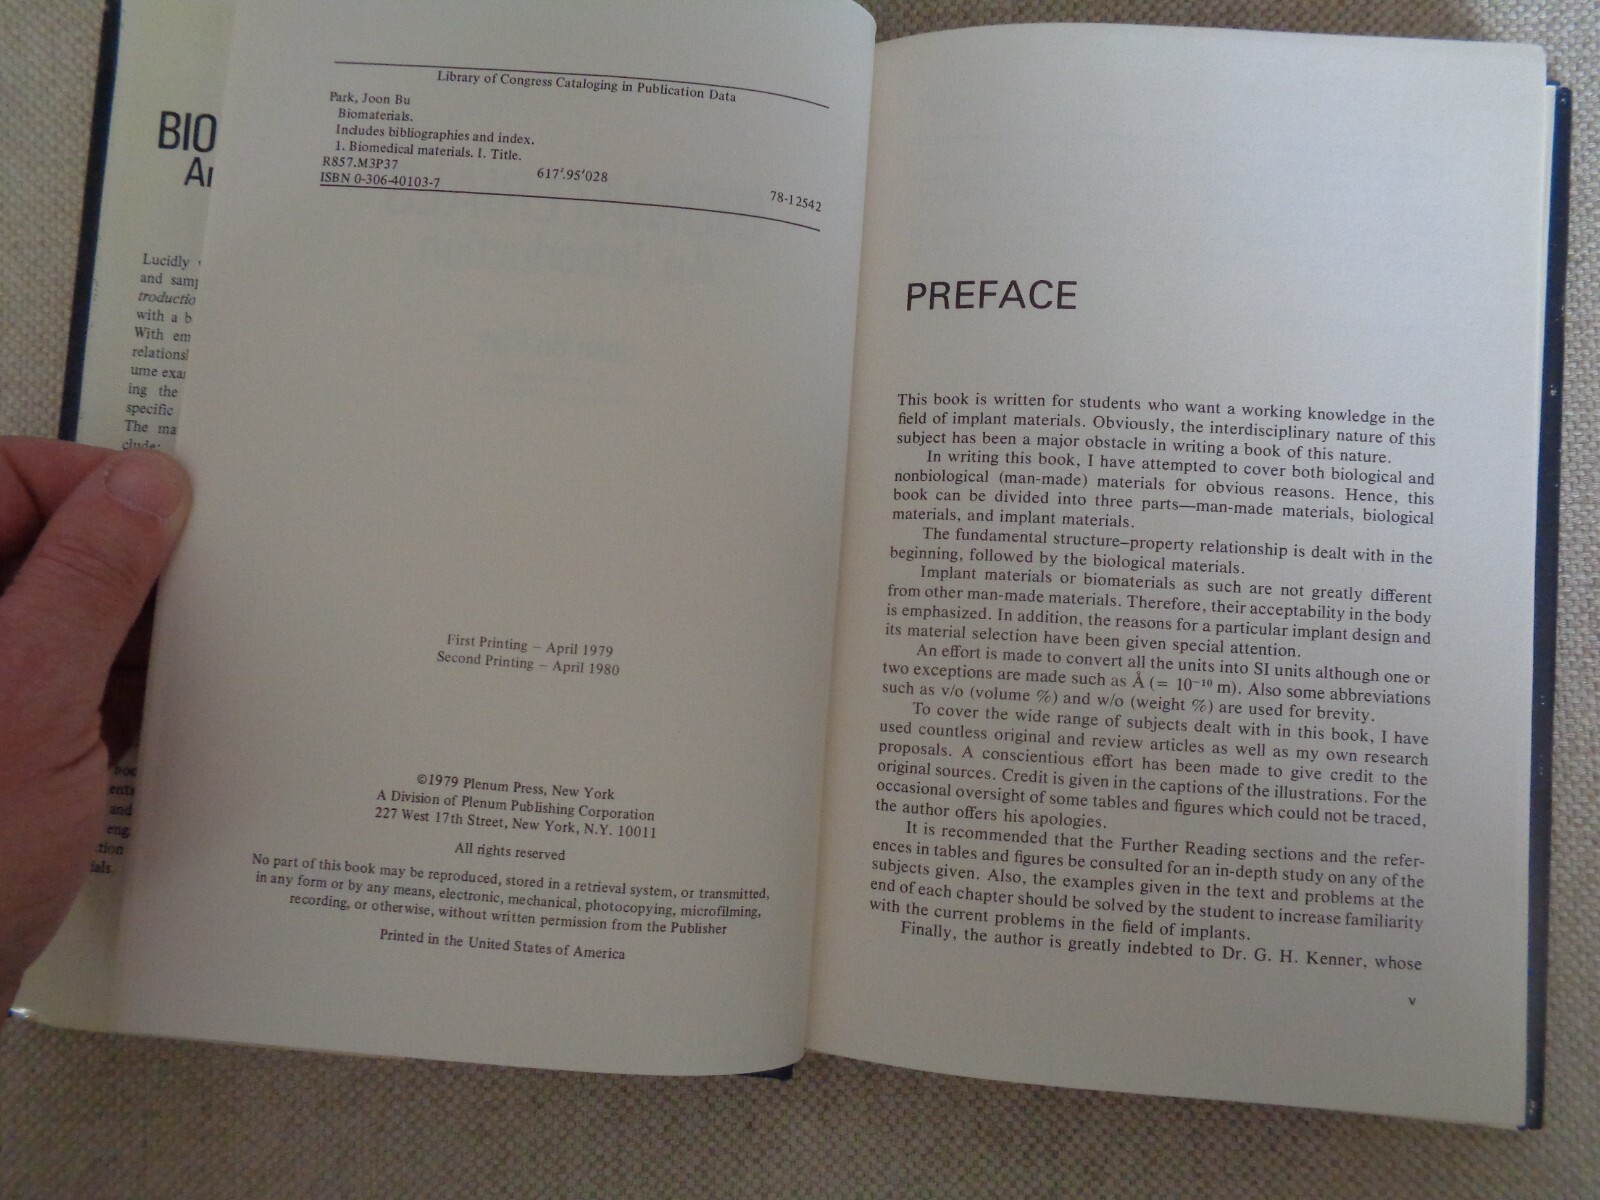 BIO
Lucidly
and samp
troductio
with a b
With em
relationsl
ume exa
ing the
specific
The ma
clude:
and
eng
tion
ials.
Library of Congress Cataloging in Publication Data
Park, Joon Bu
Biomaterials.
Includes bibliographies and index.
1. Biomedical materials. I. Title.
R857.M3P37 617′.95′028
ISBN 0-306-40103-7 78-12542
First Printing – April 1979
Second Printing – April 1980
©1979 Plenum Press, New York
A Division of Plenum Publishing Corporation
227 West 17th Street, New York, N.Y. 10011
All rights reserved
No part of this book may be reproduced, stored in a retrieval system, or transmitted,
in any form or by any means, electronic, mechanical, photocopying, microfilming,
recording, or otherwise, without written permission from the Publisher
Printed in the United States of America
PREFACE
This book is written for students who want a working knowledge in the
field of implant materials. Obviously, the interdisciplinary nature of this
subject has been a major obstacle in writing a book of this nature.
In writing this book, I have attempted to cover both biological and
nonbiological (man-made) materials for obvious reasons. Hence, this
book can be divided into three parts—man-made materials, biological
materials, and implant materials.
The fundamental structure–property relationship is dealt with in the
beginning, followed by the biological materials.
Implant materials or biomaterials as such are not greatly different
from other man-made materials. Therefore, their acceptability in the body
is emphasized. In addition, the reasons for a particular implant design and
its material selection have been given special attention.
An effort is made to convert all the units into SI units although one or
two exceptions are made such as Å (= 10⁻¹⁰ m). Also some abbreviations
such as v/o (volume %) and w/o (weight %) are used for brevity.
To cover the wide range of subjects dealt with in this book, I have
used countless original and review articles as well as my own research
proposals. A conscientious effort has been made to give credit to the
original sources. Credit is given in the captions of the illustrations. For the
occasional oversight of some tables and figures which could not be traced,
the author offers his apologies.
It is recommended that the Further Reading sections and the refer-
ences in tables and figures be consulted for an in-depth study on any of the
subjects given. Also, the examples given in the text and problems at the
end of each chapter should be solved by the student to increase familiarity
with the current problems in the field of implants.
Finally, the author is greatly indebted to Dr. G. H. Kenner, whose
v